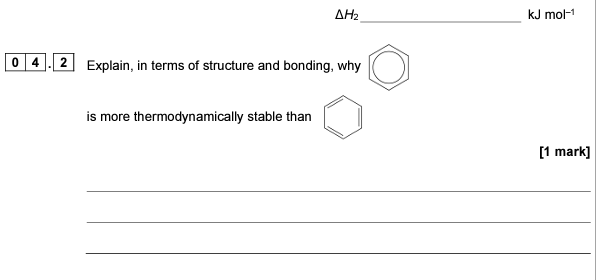 ΔH₂ kJ mol⁻¹
0 4 . 2 Explain, in terms of structure and bonding, why
is more thermodynamically stable than
[1 mark]